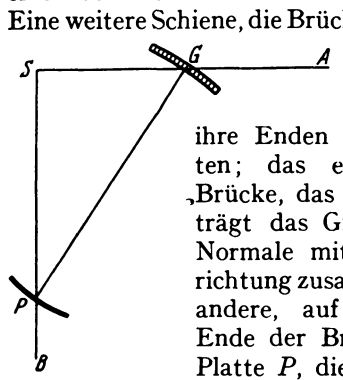 Eine weitere Schiene, die Brück
G
S
A
ihre Enden
ten; das e
Brücke, das
trägt das G
Normale mit
richtung zusa
P
andere, auf
Ende der Br
B
Platte P, die